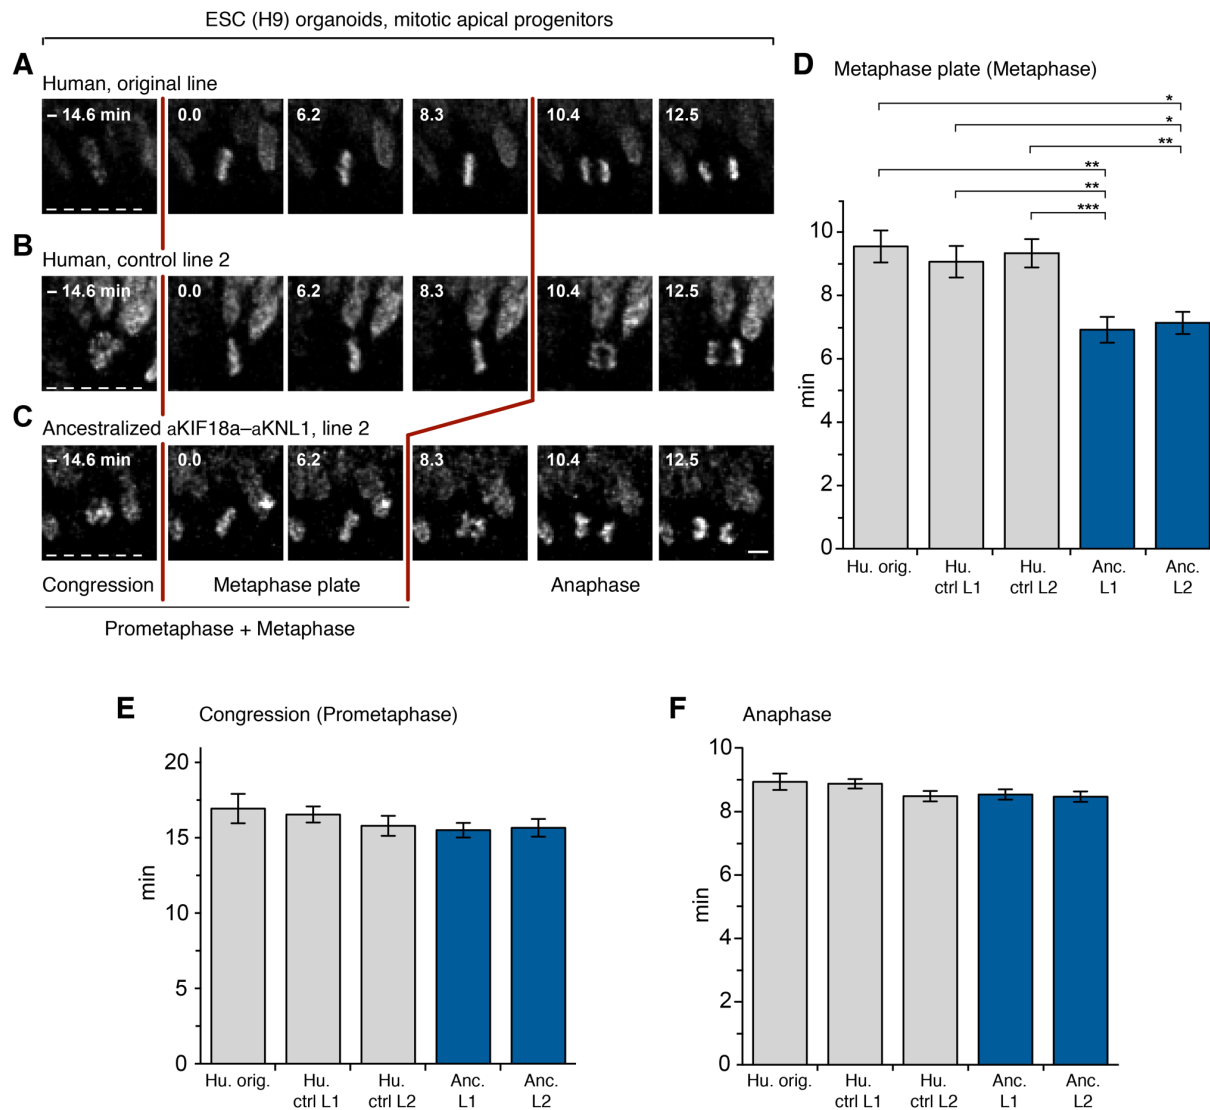 ESC (H9) organoids, mitotic apical progenitors
A
Human, original line
– 14.6 min 0.0 6.2 8.3 10.4 12.5
B
Human, control line 2
– 14.6 min 0.0 6.2 8.3 10.4 12.5
C
Ancestralized aKIF18a–aKNL1, line 2
– 14.6 min 0.0 6.2 8.3 10.4 12.5
Congression Metaphase plate Anaphase
Prometaphase + Metaphase
D Metaphase plate (Metaphase)
*
*
**
**
**
***
10
8
6
4
2
0
min
Hu. orig. Hu. Hu. Anc. Anc.
ctrl L1 ctrl L2 L1 L2
E Congression (Prometaphase)
20
15
10
5
0
min
Hu. orig. Hu. Hu. Anc. Anc.
ctrl L1 ctrl L2 L1 L2
F Anaphase
10
8
6
4
2
0
min
Hu. orig. Hu. Hu. Anc. Anc.
ctrl L1 ctrl L2 L1 L2